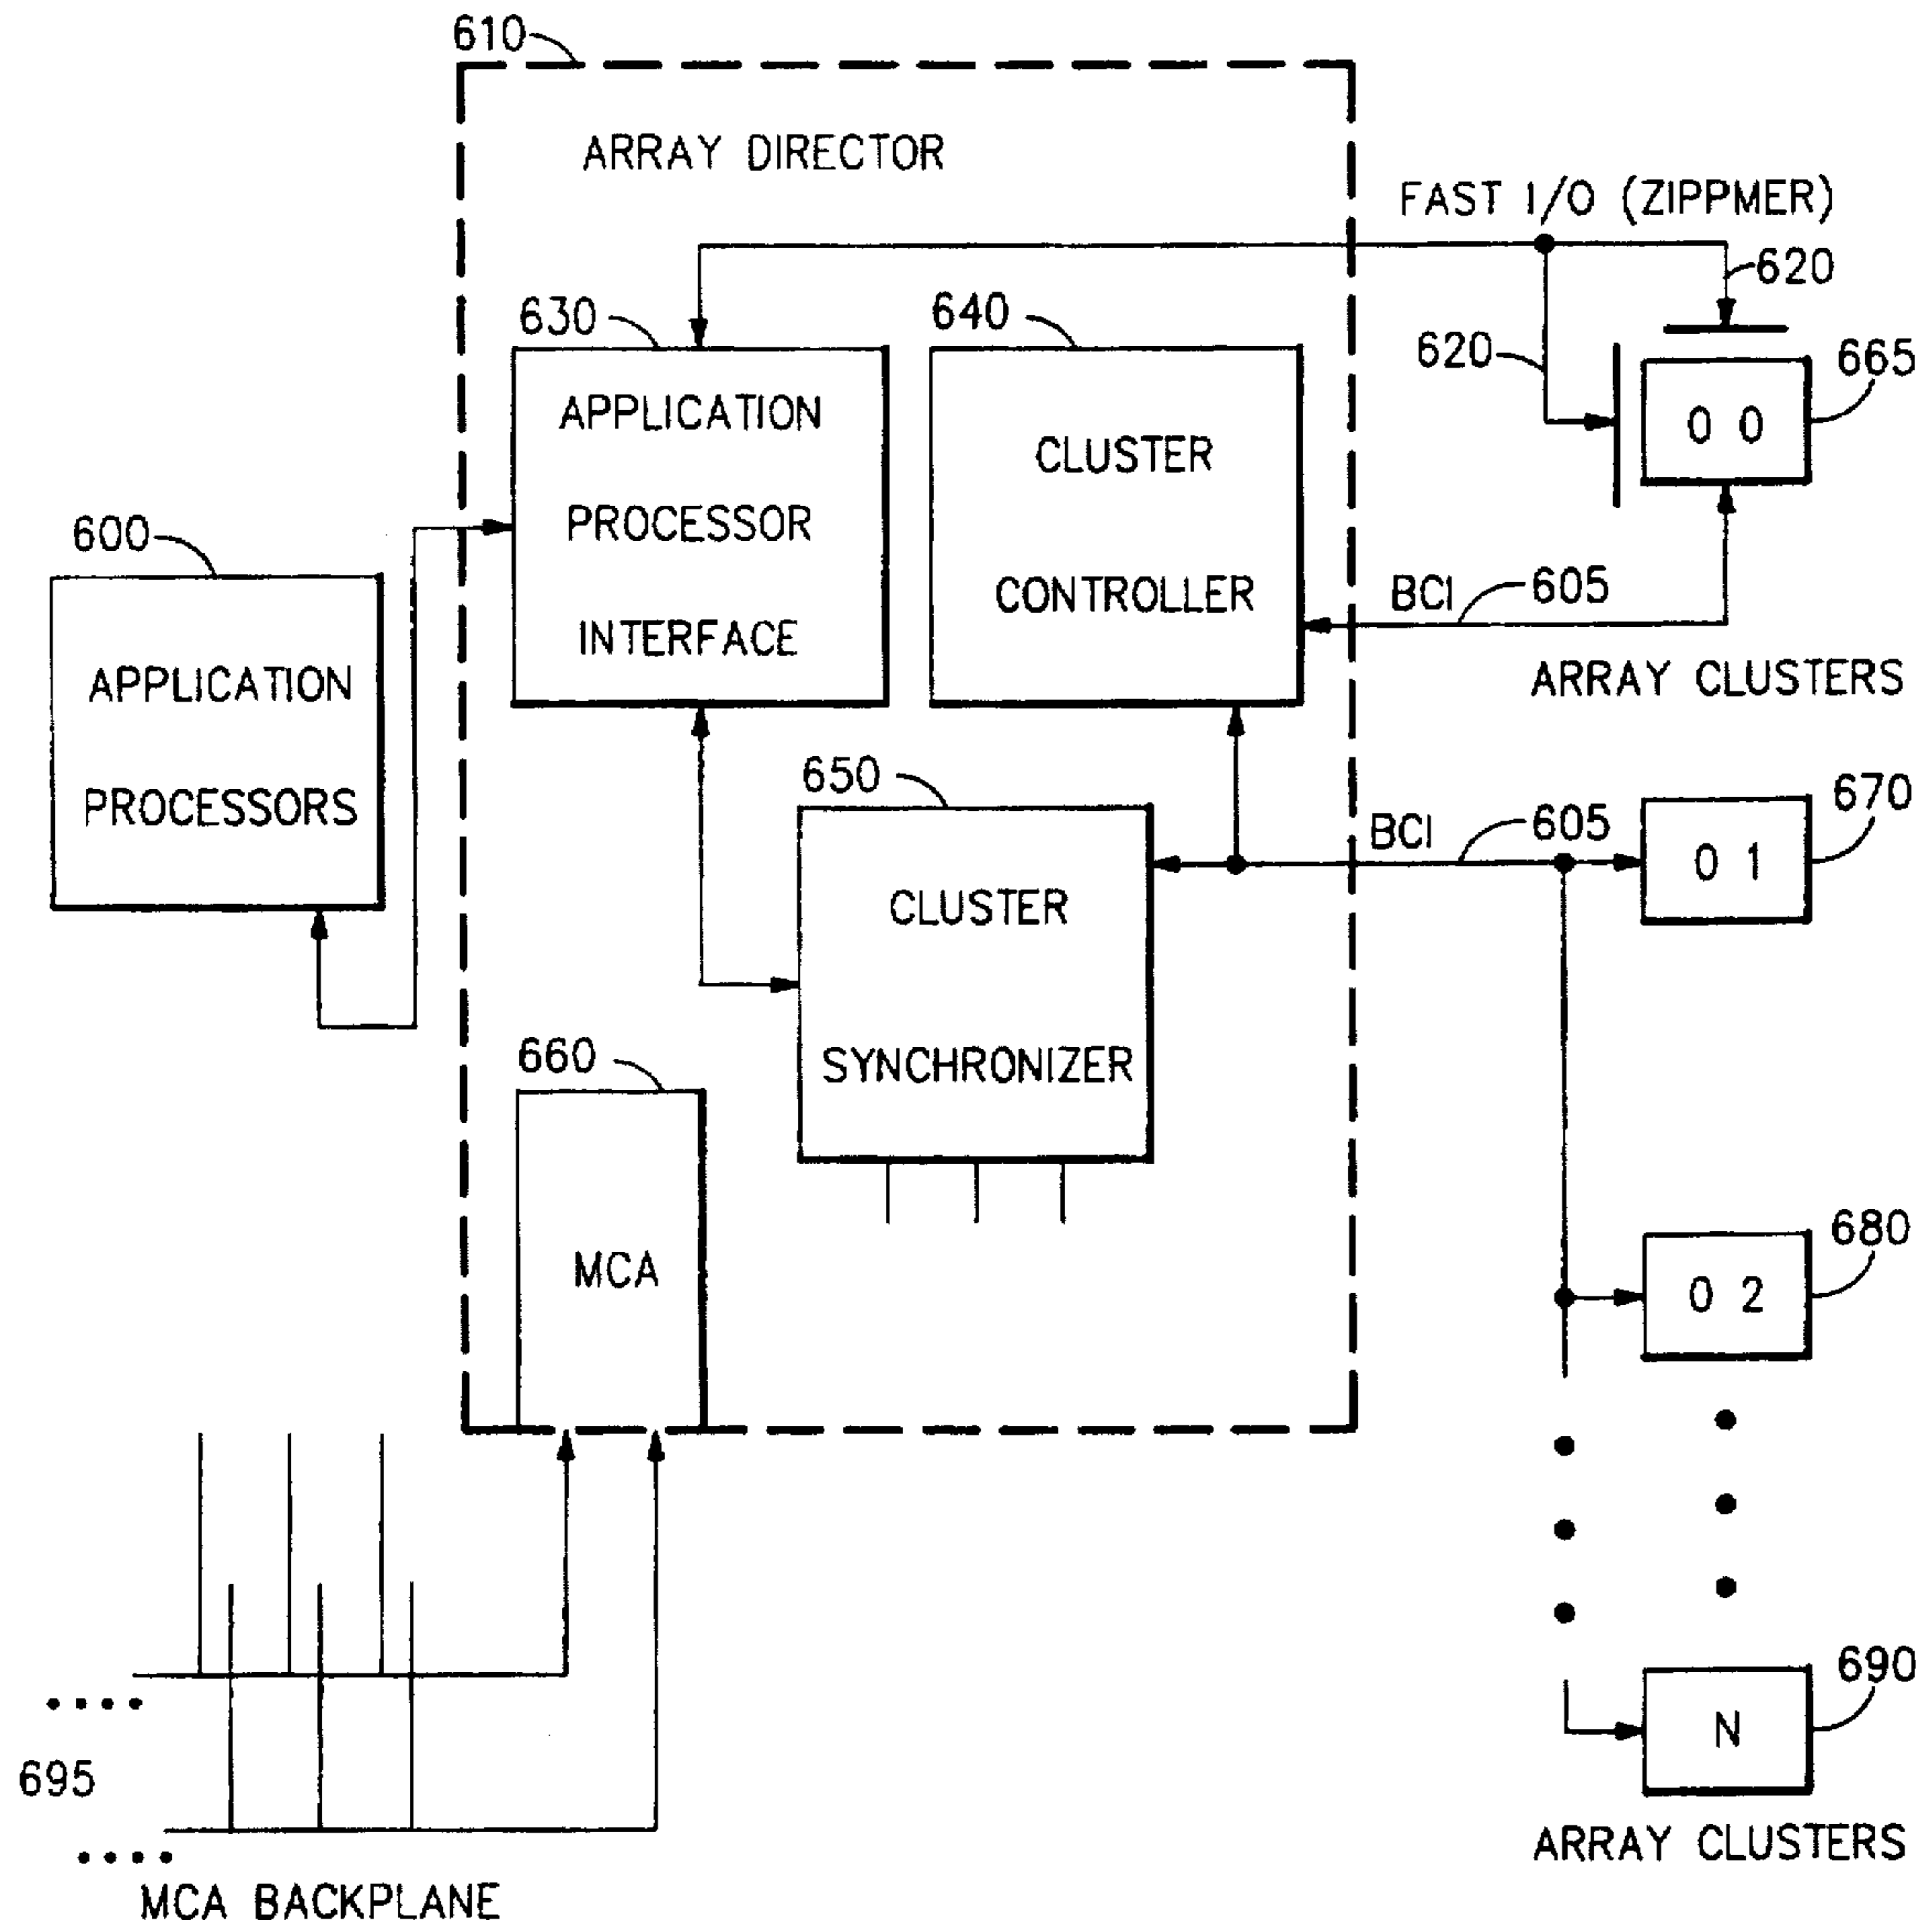 610
ARRAY DIRECTOR
FAST I/O (ZIPPMER)
620
630
640
620
665
APPLICATION
PROCESSOR
INTERFACE
CLUSTER
CONTROLLER
0 0
600
APPLICATION
PROCESSORS
BCI
605
ARRAY CLUSTERS
650
BCI
605
670
0 1
CLUSTER
SYNCHRONIZER
660
MCA
680
0 2
690
N
695
ARRAY CLUSTERS
MCA BACKPLANE